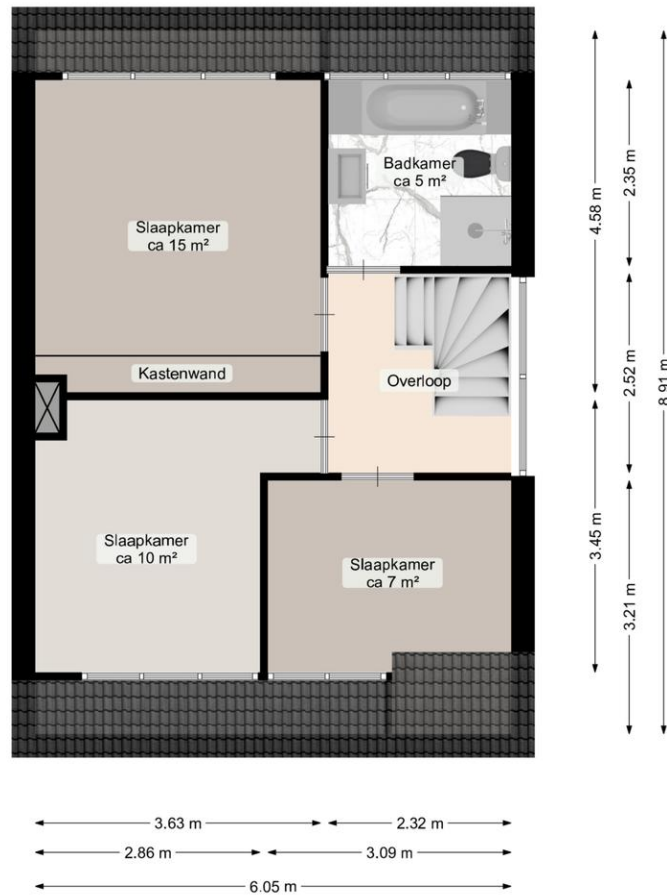 Badkamer
ca 5 m²
Slaapkamer
ca 15 m²
Kastenwand
Overloop
Slaapkamer
ca 10 m²
Slaapkamer
ca 7 m²
4.58 m
2.35 m
2.52 m
8.91 m
3.45 m
3.21 m
3.63 m
2.32 m
2.86 m
3.09 m
6.05 m